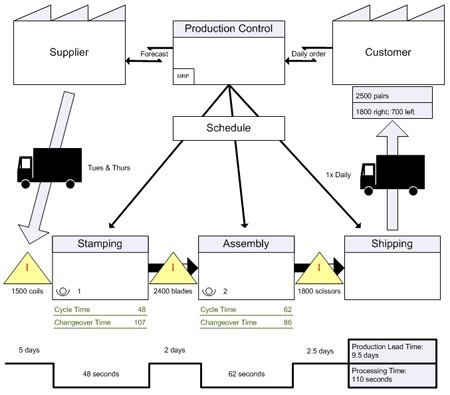 Supplier
Forecast
Production Control
MRP
Daily order
Customer
2500 pairs
1800 right; 700 left
Schedule
Tues & Thurs
1x Daily
I
1500 coils
Stamping
1
Cycle Time 48
Changeover Time 107
I
2400 blades
Assembly
2
Cycle Time 62
Changeover Time 86
I
1800 scissors
Shipping
5 days
48 seconds
2 days
62 seconds
2.5 days
Production Lead Time:
9.5 days
Processing Time:
110 seconds